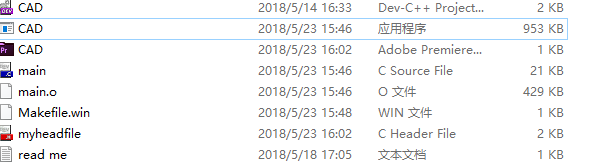 CAD 2018/5/14 16:33 Dev-C++ Project... 2 KB
CAD 2018/5/23 15:46 应用程序 953 KB
CAD 2018/5/23 16:02 Adobe Premiere... 1 KB
main 2018/5/23 15:46 C Source File 21 KB
main.o 2018/5/23 15:46 O 文件 429 KB
Makefile.win 2018/5/23 15:48 WIN 文件 2 KB
myheadfile 2018/5/23 16:02 C Header File 2 KB
read me 2018/5/18 17:05 文本文档 1 KB